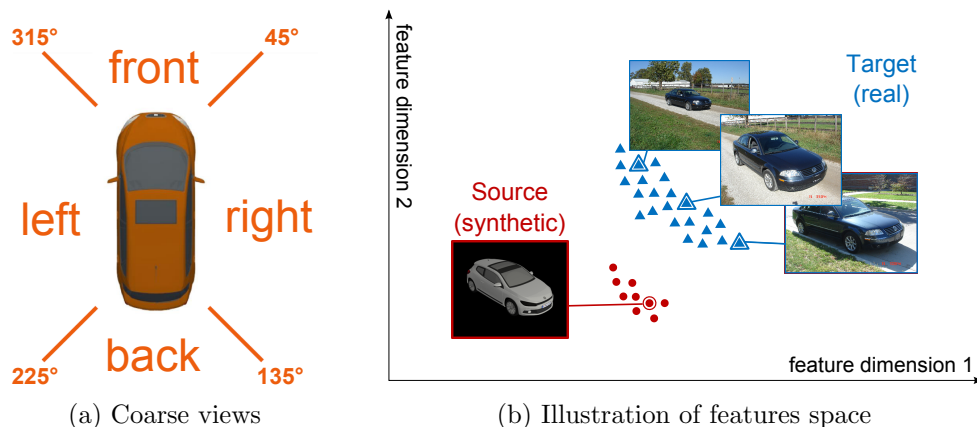 315°
45°
front
left
right
back
225°
135°
(a) Coarse views
feature dimension 2
Target
(real)
Source
(synthetic)
feature dimension 1
(b) Illustration of features space